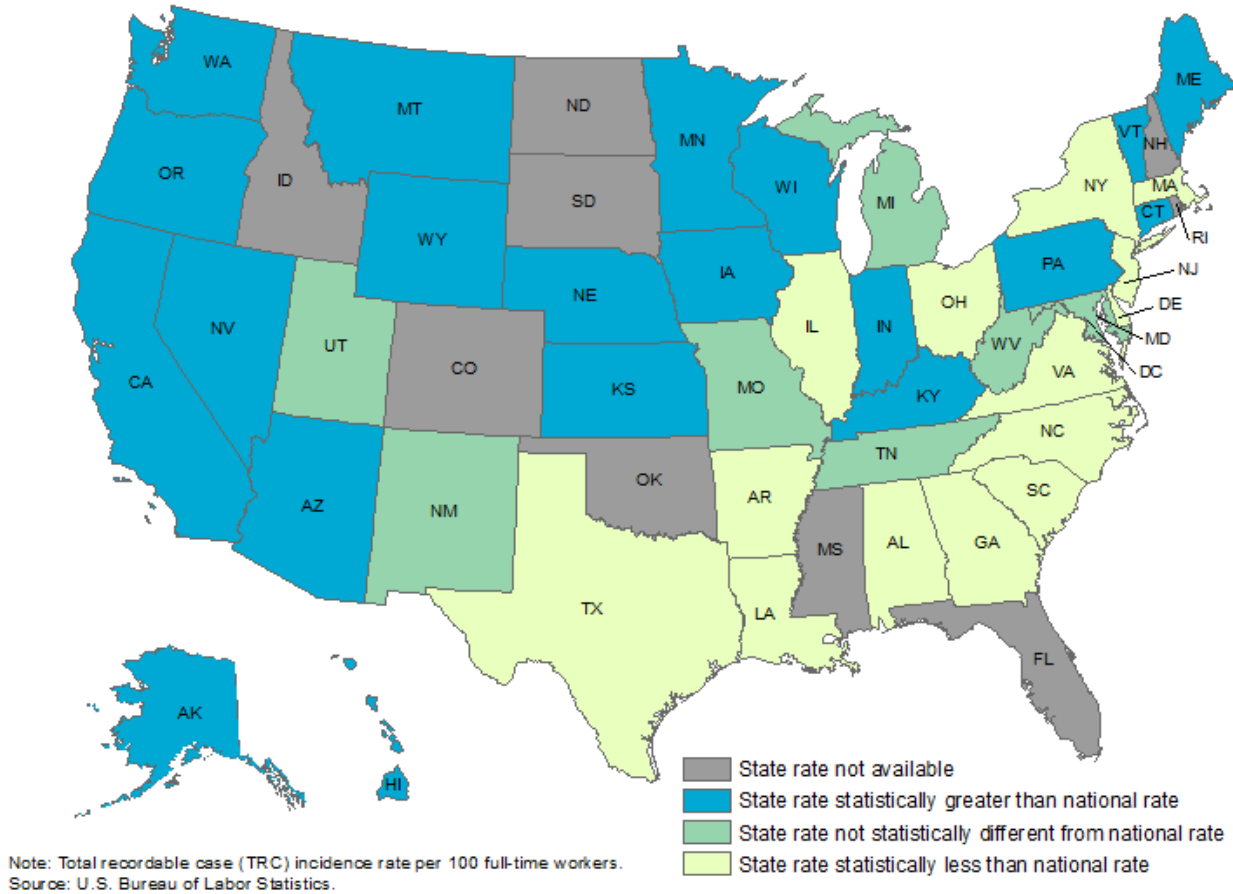 WA
MT
ND
MN
ME
VT
NH
OR
ID
SD
WI
MI
NY
MA
CT
RI
WY
IA
PA
NJ
NE
OH
DE
NV
UT
IL
IN
WV
MD
CA
CO
KS
MO
KY
VA
DC
NC
TN
AZ
NM
OK
AR
SC
MS
AL
GA
TX
LA
FL
AK
HI
State rate not available
State rate statistically greater than national rate
State rate not statistically different from national rate
State rate statistically less than national rate
Note: Total recordable case (TRC) incidence rate per 100 full-time workers.
Source: U.S. Bureau of Labor Statistics.